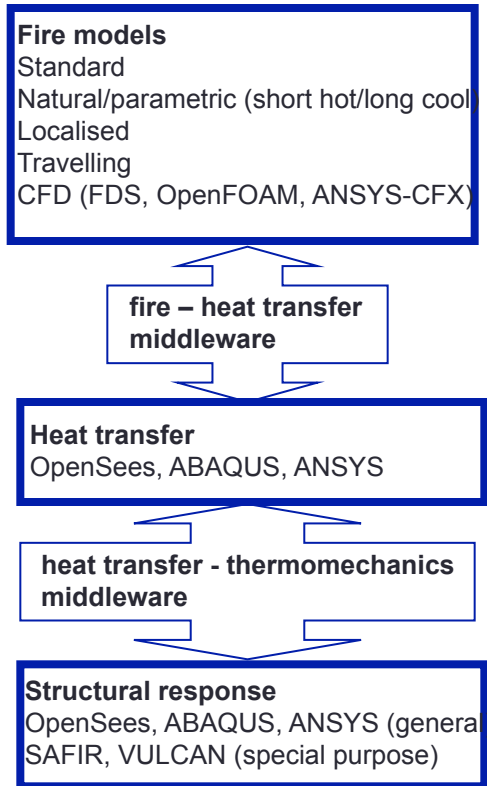 Fire models
Standard
Natural/parametric (short hot/long cool)
Localised
Travelling
CFD (FDS, OpenFOAM, ANSYS-CFX)
fire – heat transfer
middleware
Heat transfer
OpenSees, ABAQUS, ANSYS
heat transfer - thermomechanics
middleware
Structural response
OpenSees, ABAQUS, ANSYS (general
SAFIR, VULCAN (special purpose)